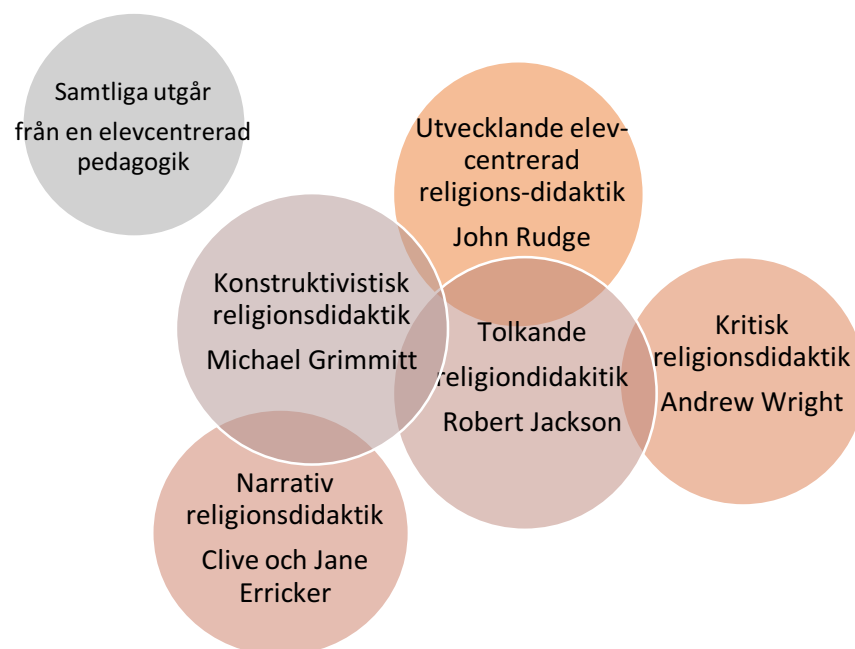 Samtliga utgår
från en elevcentrerad
pedagogik
Utvecklande elev-
centrerad
religions-didaktik
John Rudge
Konstruktivistisk
religionsdidaktik
Michael Grimmitt
Tolkande
religiondidakitik
Robert Jackson
Kritisk
religionsdidaktik
Andrew Wright
Narrativ
religionsdidaktik
Clive och Jane
Erricker